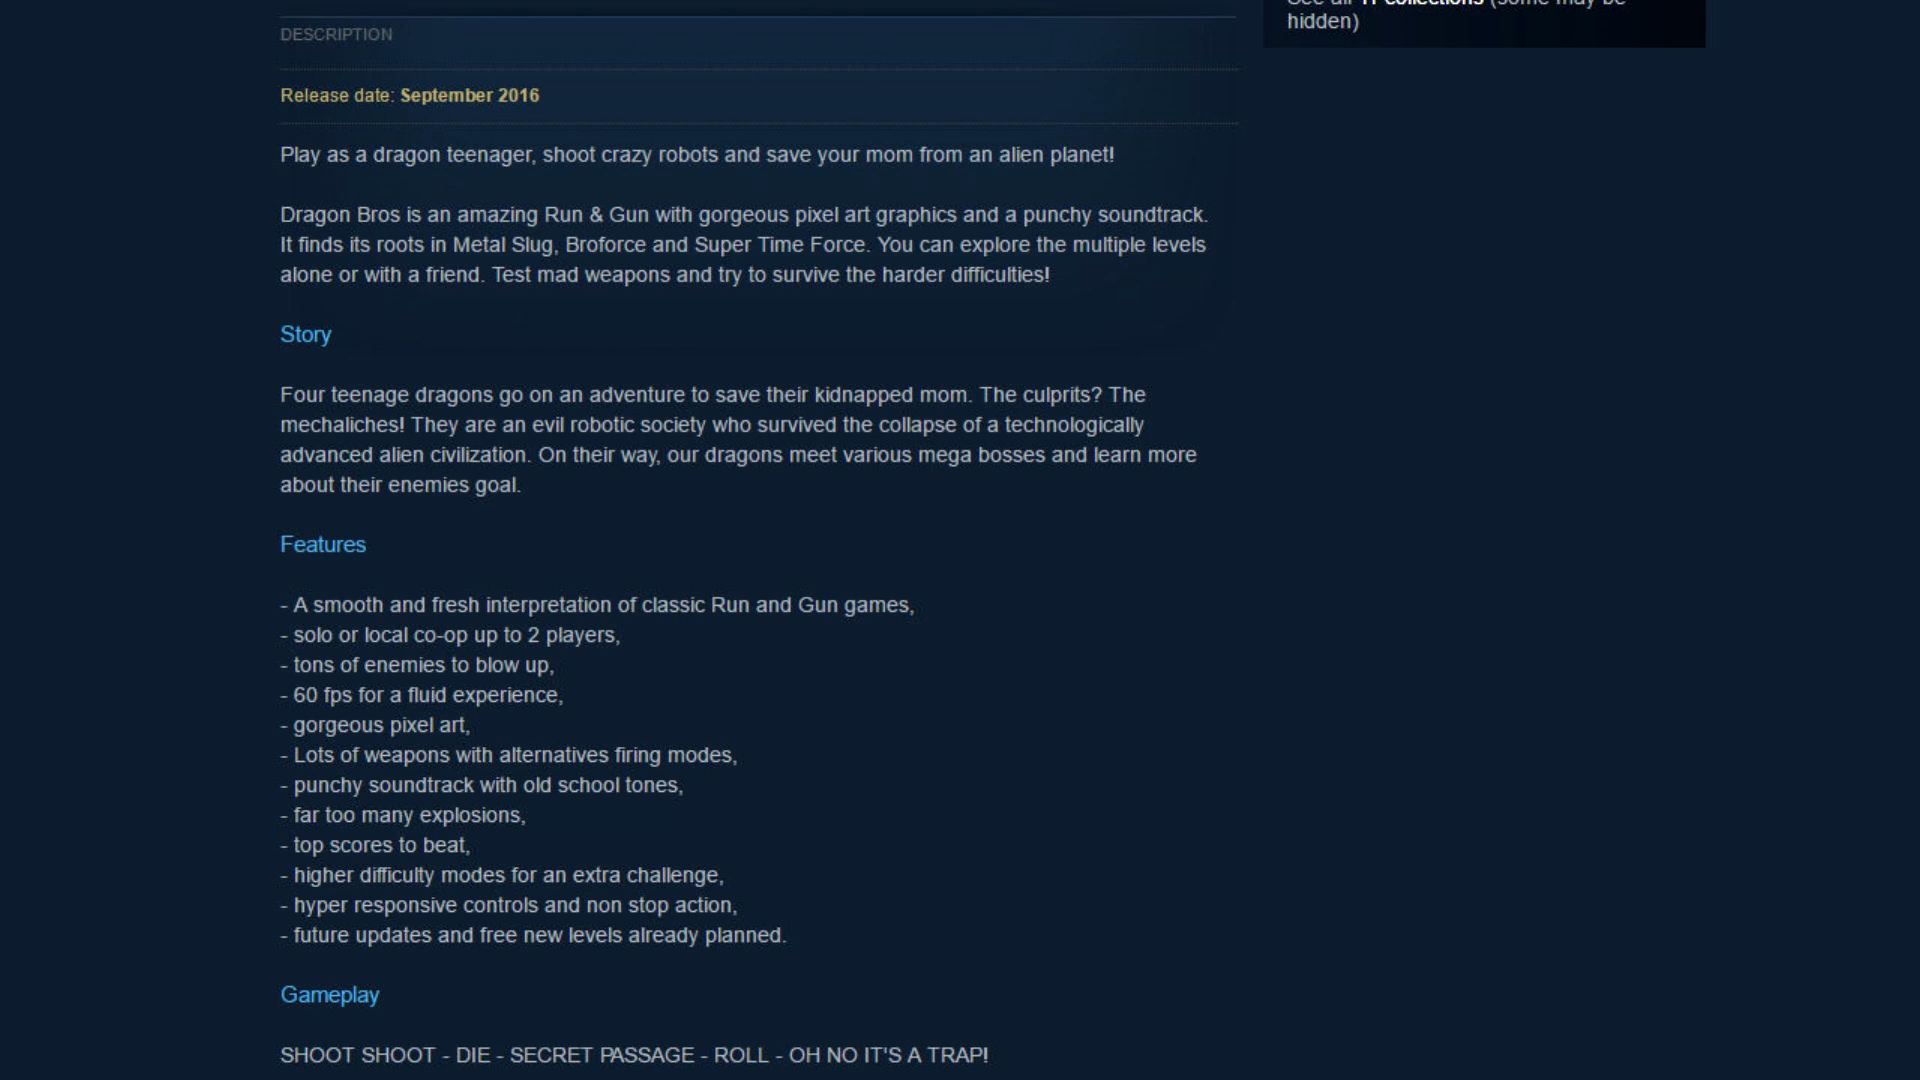 See all 11 collections (some may be
hidden)
DESCRIPTION
Release date: September 2016
Play as a dragon teenager, shoot crazy robots and save your mom from an alien planet!
Dragon Bros is an amazing Run & Gun with gorgeous pixel art graphics and a punchy soundtrack.
It finds its roots in Metal Slug, Broforce and Super Time Force. You can explore the multiple levels
alone or with a friend. Test mad weapons and try to survive the harder difficulties!
Story
Four teenage dragons go on an adventure to save their kidnapped mom. The culprits? The
mechaliches! They are an evil robotic society who survived the collapse of a technologically
advanced alien civilization. On their way, our dragons meet various mega bosses and learn more
about their enemies goal.
Features
- A smooth and fresh interpretation of classic Run and Gun games,
- solo or local co-op up to 2 players,
- tons of enemies to blow up,
- 60 fps for a fluid experience,
- gorgeous pixel art,
- Lots of weapons with alternatives firing modes,
- punchy soundtrack with old school tones,
- far too many explosions,
- top scores to beat,
- higher difficulty modes for an extra challenge,
- hyper responsive controls and non stop action,
- future updates and free new levels already planned.
Gameplay
SHOOT SHOOT - DIE - SECRET PASSAGE - ROLL - OH NO IT'S A TRAP!